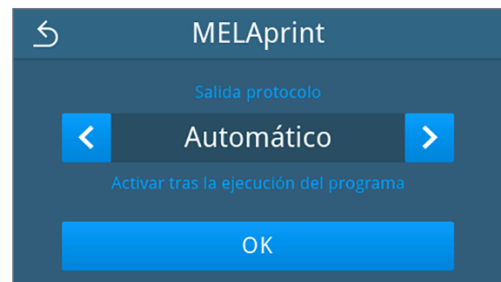 MELAprint
Salida protocolo
Automático
Activar tras la ejecución del programa
OK